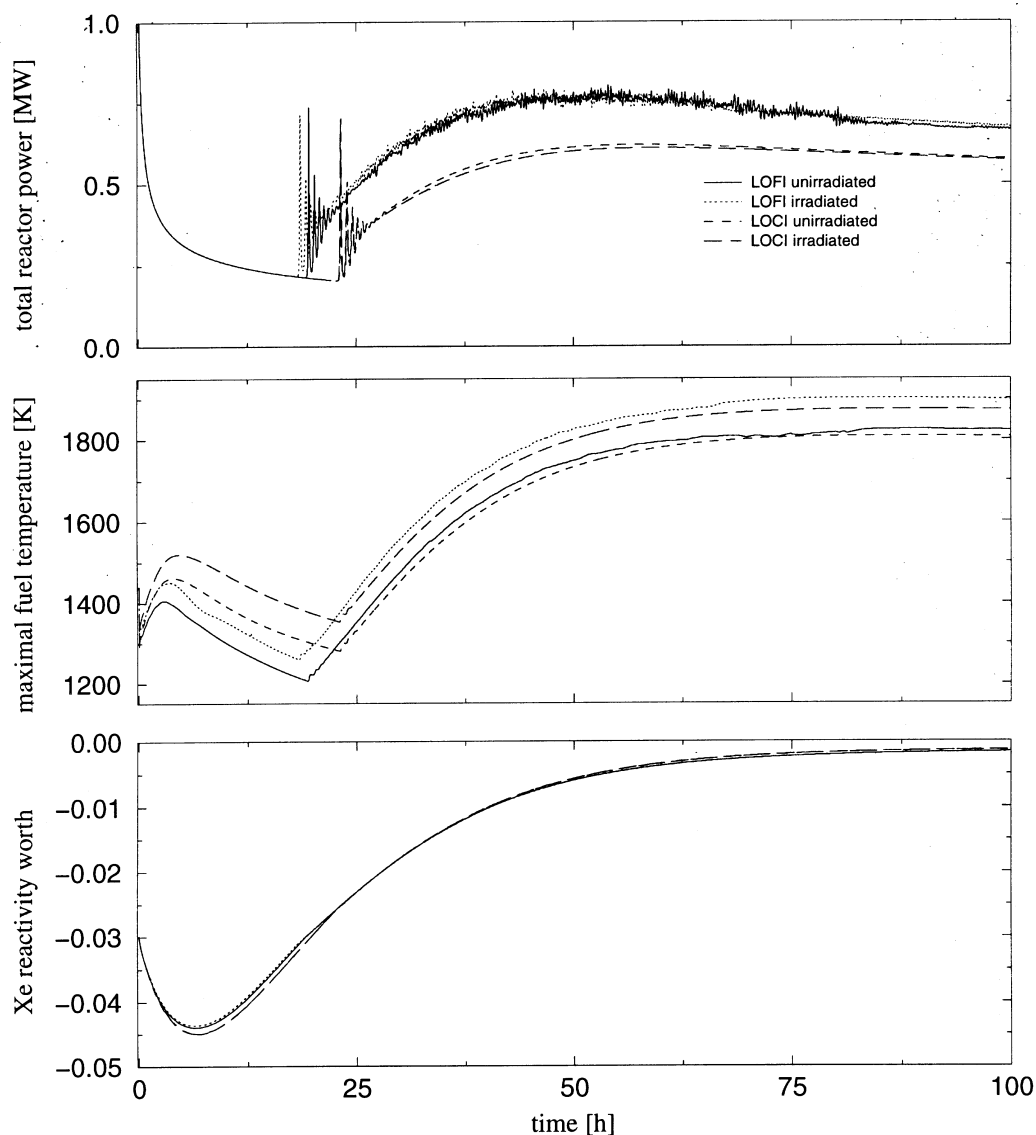 total reactor power [MW]
1.0
0.5
0.0
LOFI unirradiated
LOFI irradiated
LOCI unirradiated
LOCI irradiated
maximal fuel temperature [K]
1800
1600
1400
1200
Xe reactivity worth
0.00
−0.01
−0.02
−0.03
−0.04
−0.05
0 25 50 75 100
time [h]